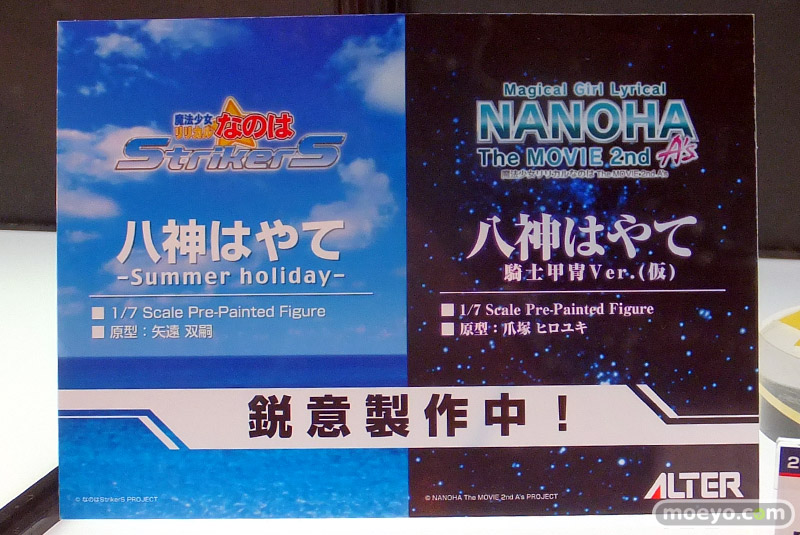 魔法少女
リリカル なのは
StrikerS
八神はやて
-Summer holiday-
■ 1/7 Scale Pre-Painted Figure
■ 原型：矢遠 双嗣
Magical Girl Lyrical
NANOHA
The MOVIE 2nd A's
魔法少女リリカルなのは The MOVIE 2nd A's
八神はやて
騎士甲冑Ver.(仮)
■ 1/7 Scale Pre-Painted Figure
■ 原型：爪塚 ヒロユキ
鋭意製作中！
© なのはStrikerS PROJECT
© NANOHA The MOVIE 2nd A's PROJECT
ALTER
moeyo.com
2